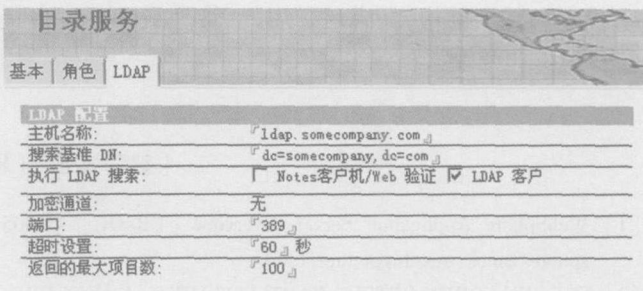 目录服务
基本 角色 LDAP
LDAP 配置
主机名称: 『ldap.somecompany.com』
搜索基准 DN: 『dc=somecompany,dc=com』
执行 LDAP 搜索: Notes客户机/Web 验证 LDAP 客户
加密通道: 无
端口: 『389』
超时设置: 『60』秒
返回的最大项目数: 『100』